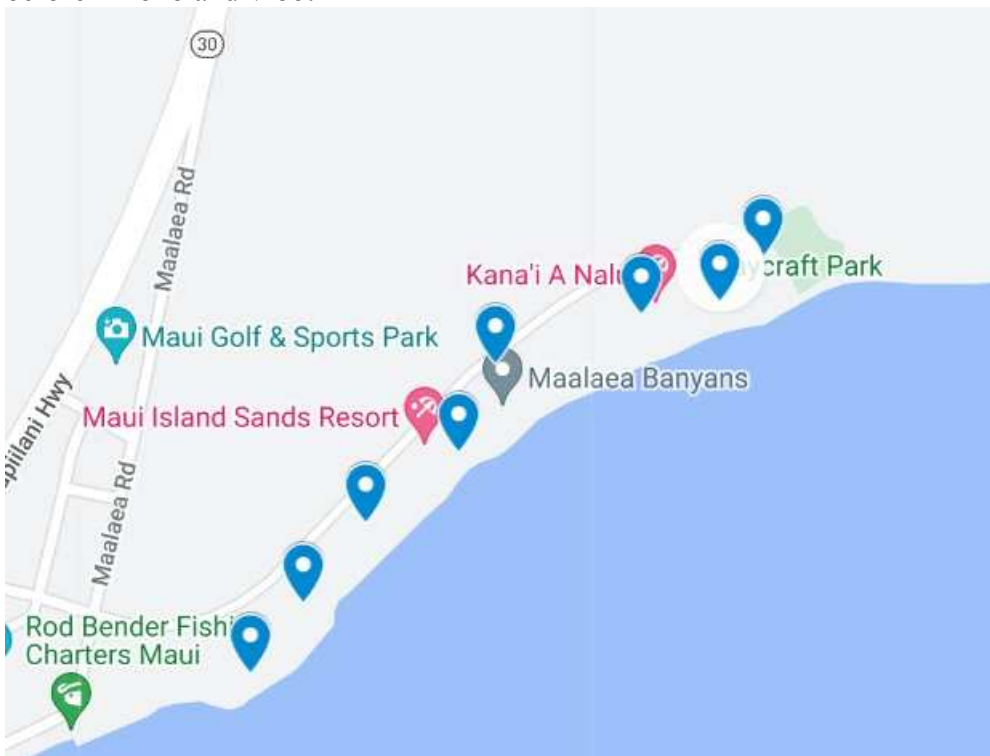 30
Maalaea Rd
Kana'i A Nalu
craft Park
Maui Golf & Sports Park
Maalaea Banyans
Maui Island Sands Resort
piilani Hwy
Maalaea Rd
Rod Bender Fishi
Charters Maui